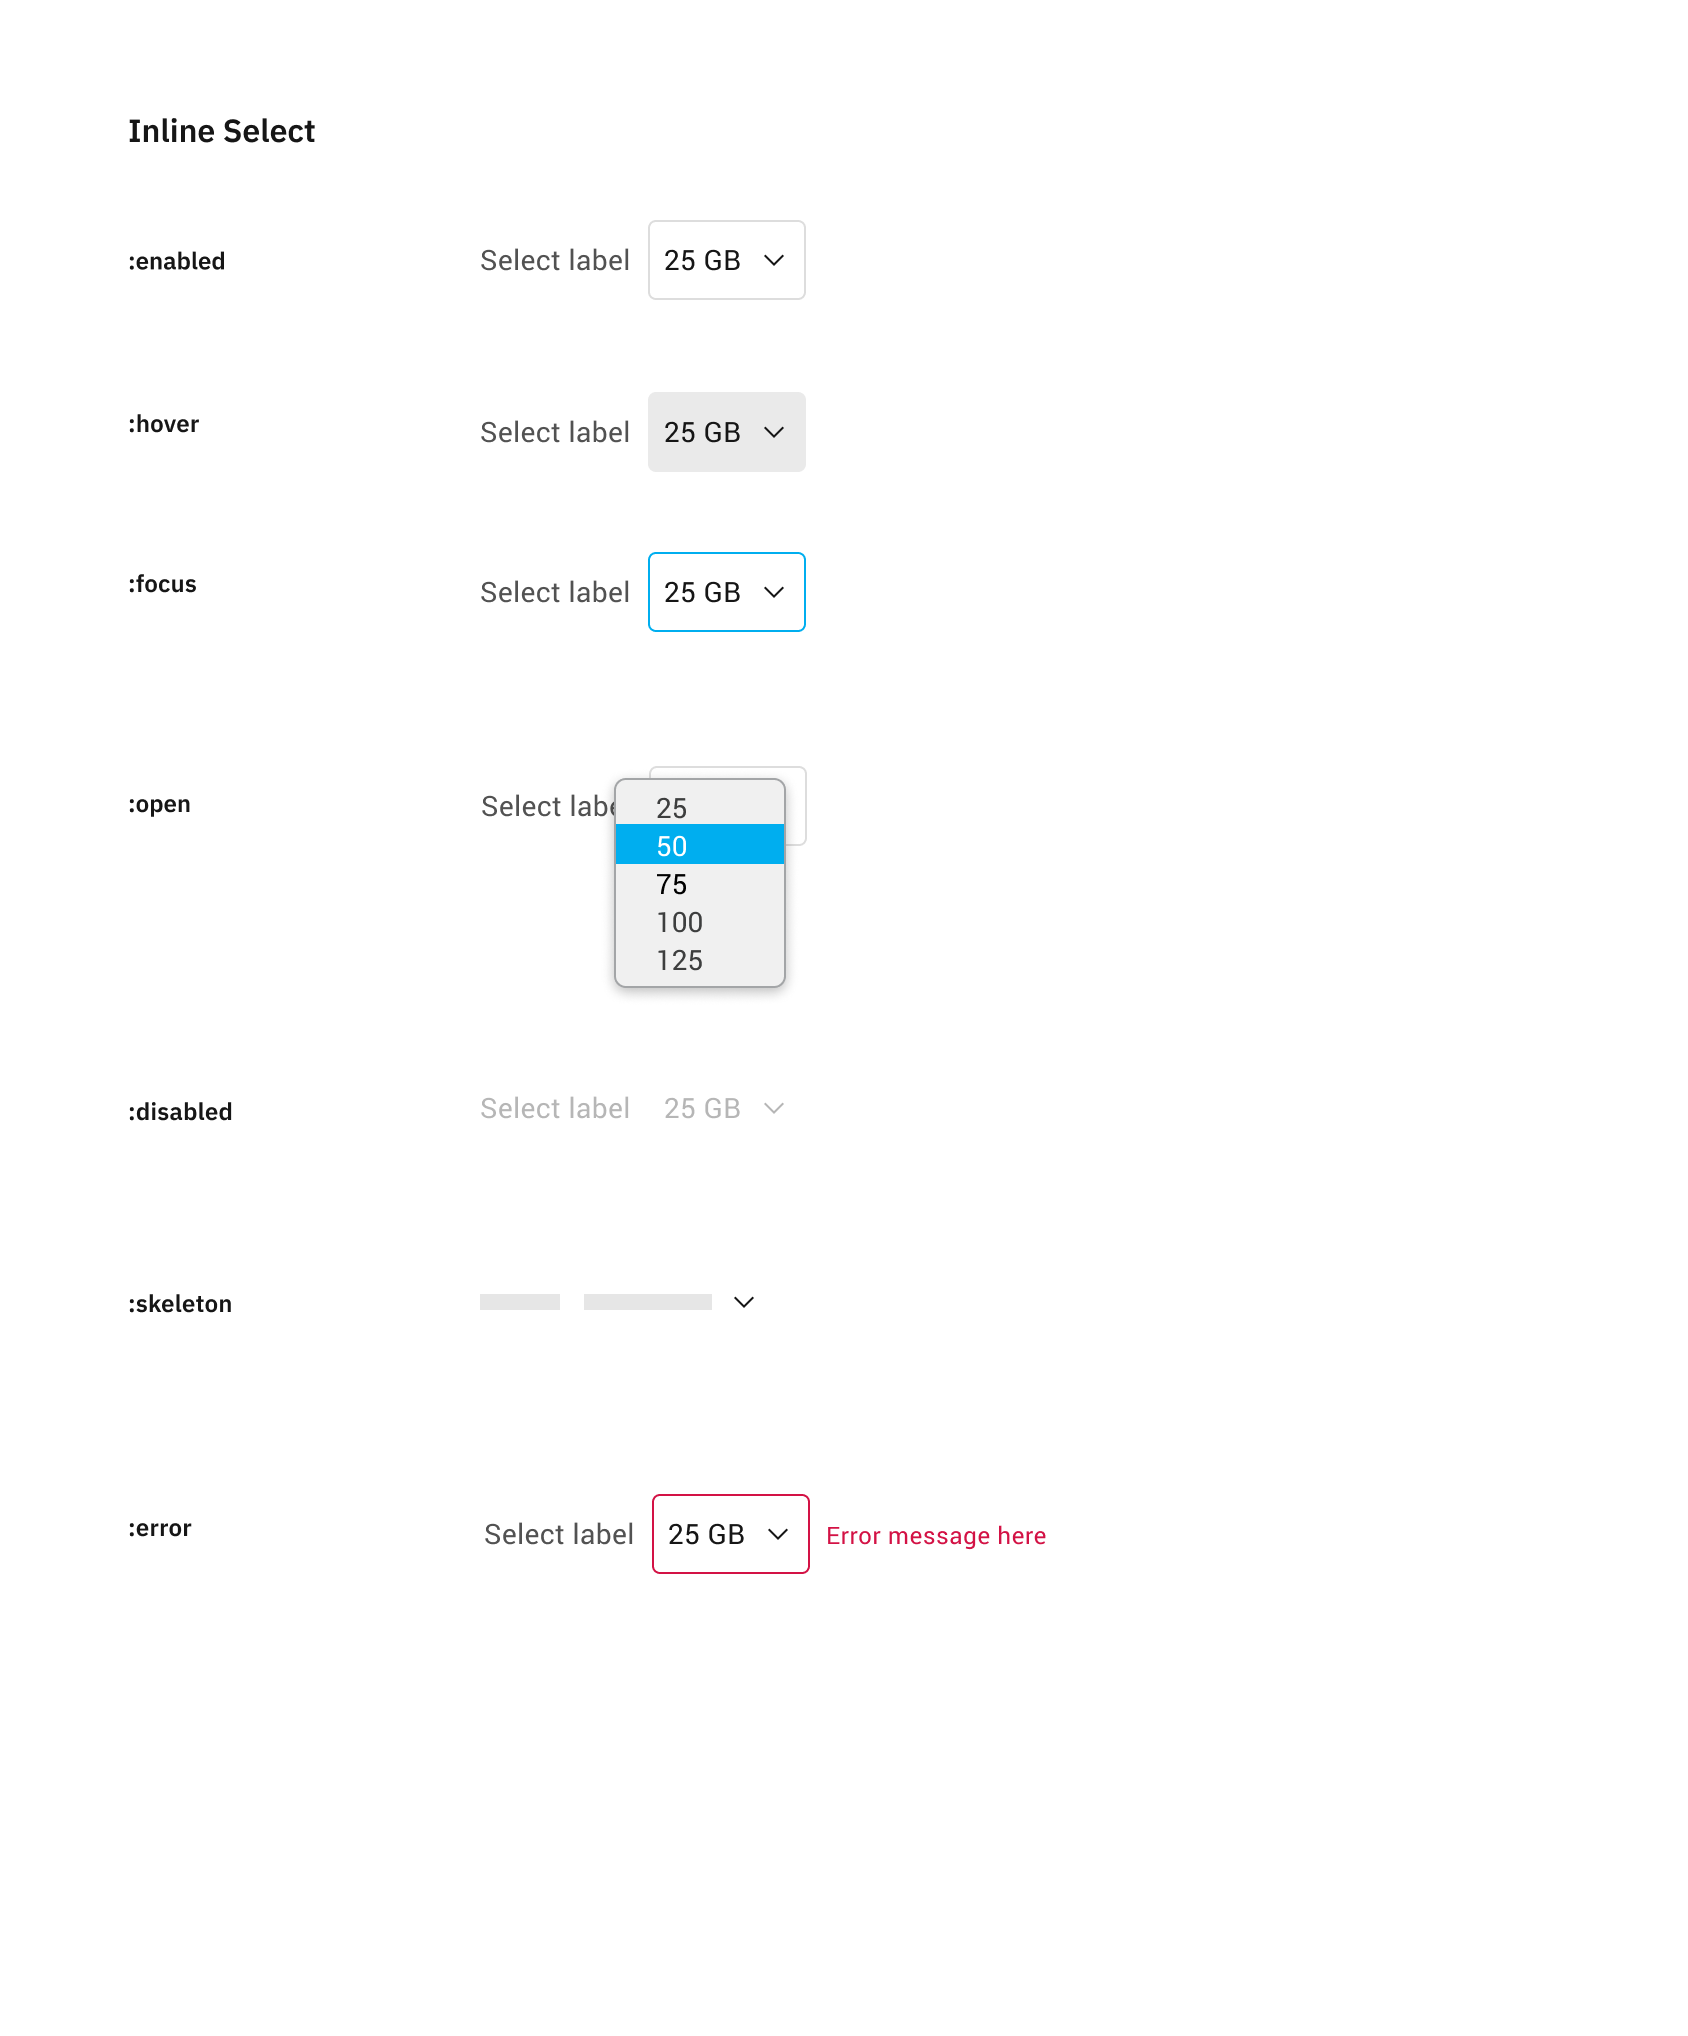 Inline Select
:enabled
Select label 25 GB
:hover
Select label 25 GB
:focus
Select label 25 GB
:open
Select labe
25
50
75
100
125
:disabled
Select label 25 GB
:skeleton
:error
Select label 25 GB Error message here